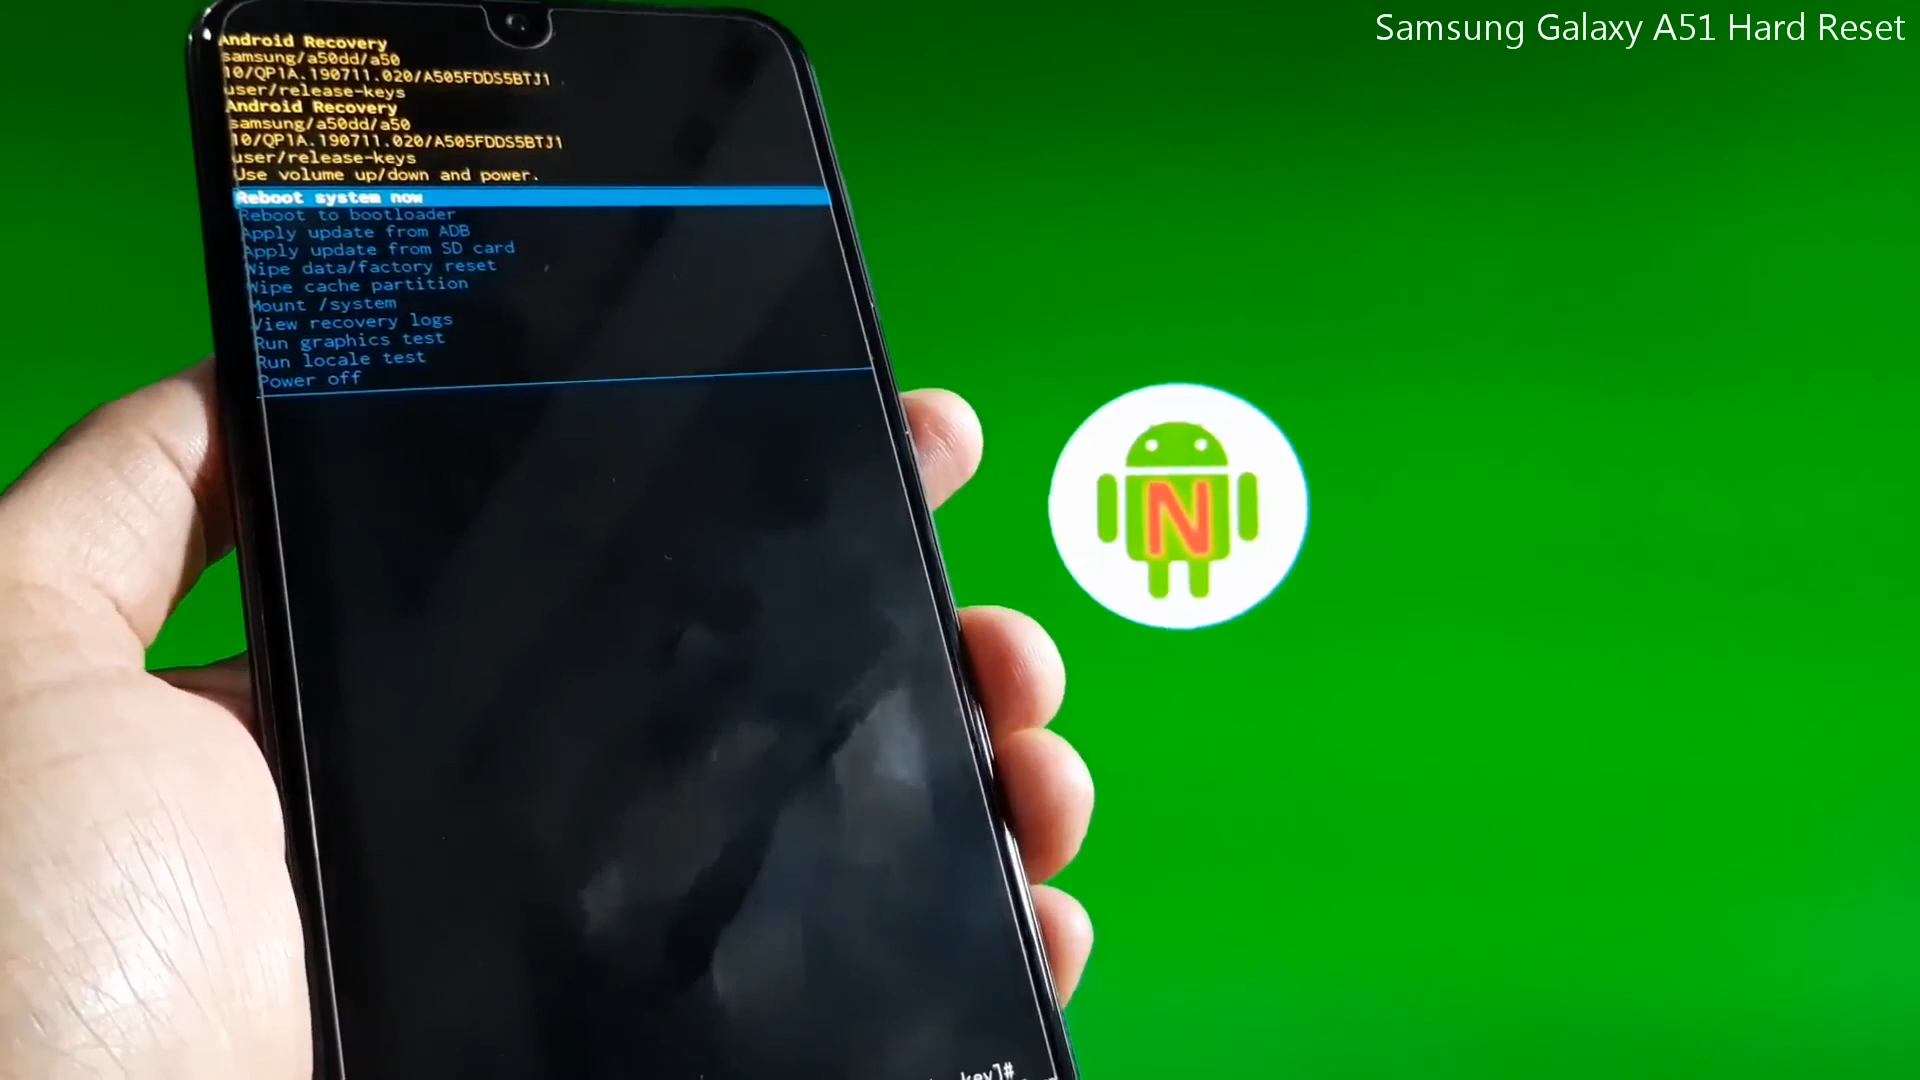 Samsung Galaxy A51 Hard Reset
Android Recovery
samsung/a50dd/a50
10/QP1A.190711.020/A505FDDS5BTJ1
user/release-keys
Android Recovery
samsung/a50dd/a50
10/QP1A.190711.020/A505FDDS5BTJ1
user/release-keys
Use volume up/down and power.
Reboot system now
Reboot to bootloader
Apply update from ADB
Apply update from SD card
Wipe data/factory reset
Wipe cache partition
Mount /system
View recovery logs
Run graphics test
Run locale test
Power off
N
key]#